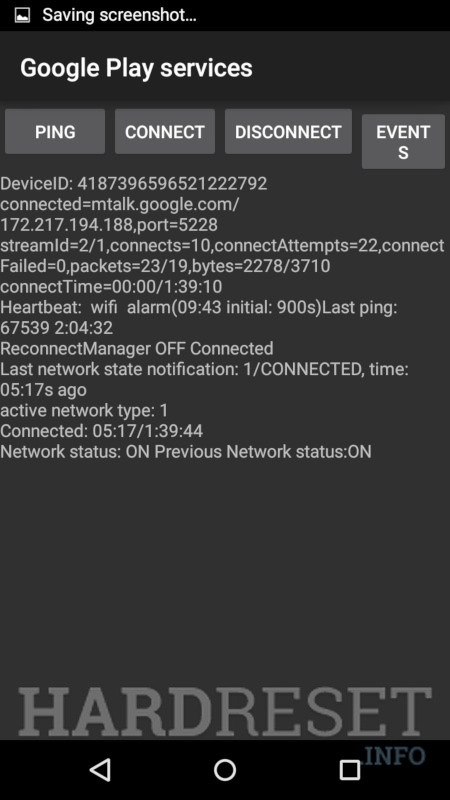 Saving screenshot...
Google Play services
PING
CONNECT
DISCONNECT
EVENT
S
DeviceID: 4187396596521222792
connected=mtalk.google.com/
172.217.194.188,port=5228
streamId=2/1,connects=10,connectAttempts=22,connect
Failed=0,packets=23/19,bytes=2278/3710
connectTime=00:00/1:39:10
Heartbeat:  wifi  alarm(09:43 initial: 900s)Last ping:
67539 2:04:32
ReconnectManager OFF Connected
Last network state notification: 1/CONNECTED, time:
05:17s ago
active network type: 1
Connected: 05:17/1:39:44
Network status: ON Previous Network status:ON
HARDRESET
.INFO